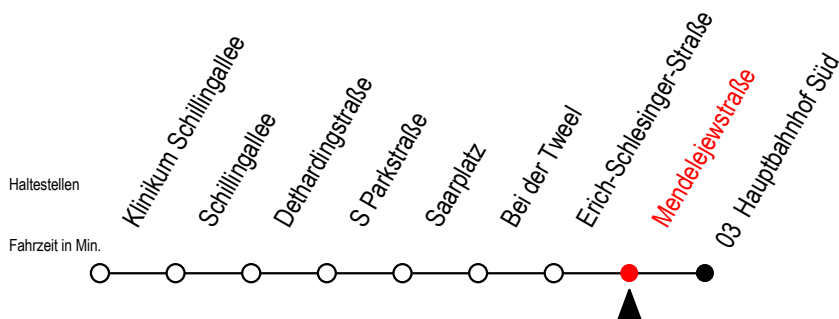 Haltestellen
Klinikum Schillingallee
Schillingallee
Dethardingstraße
S Parkstraße
Saarplatz
Bei der Tweel
Erich-Schlesinger-Straße
Mendelejewstraße
03 Hauptbahnhof Süd
Fahrzeit in Min.